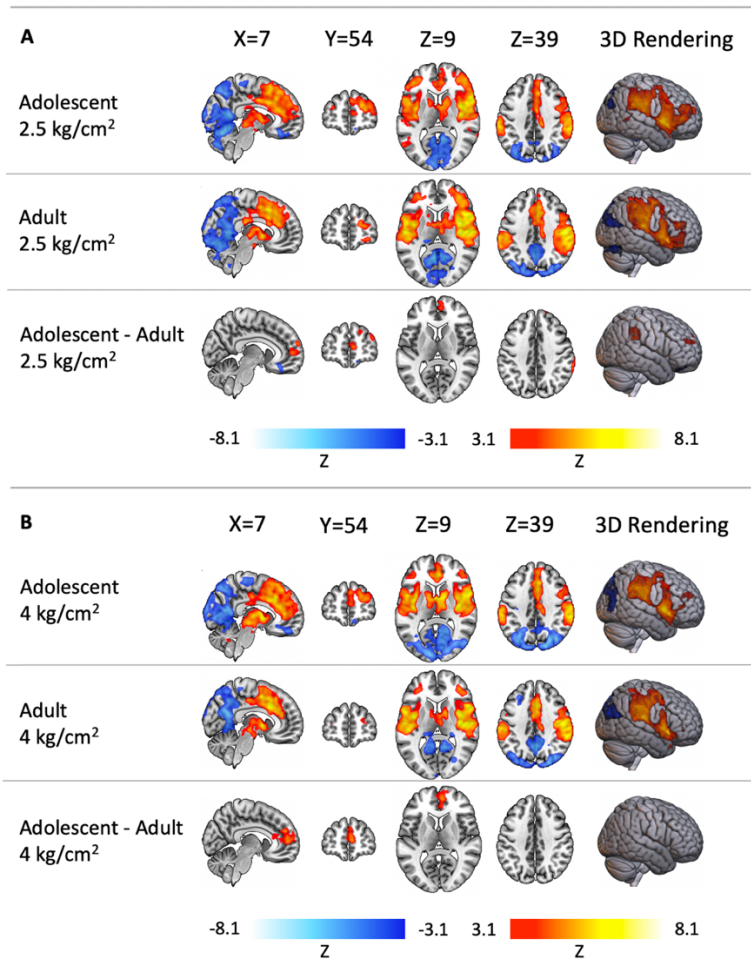 A X=7 Y=54 Z=9 Z=39 3D Rendering
Adolescent
2.5 kg/cm²
Adult
2.5 kg/cm²
Adolescent - Adult
2.5 kg/cm²
-8.1 -3.1 3.1 8.1
Z Z
B X=7 Y=54 Z=9 Z=39 3D Rendering
Adolescent
4 kg/cm²
Adult
4 kg/cm²
Adolescent - Adult
4 kg/cm²
-8.1 -3.1 3.1 8.1
Z Z